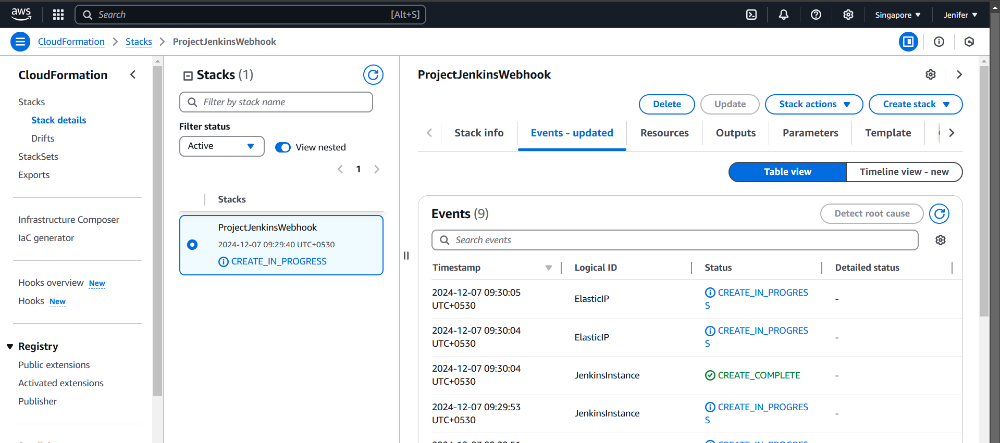 aws
Search [Alt+S]
Singapore
Jenifer
CloudFormation > Stacks > ProjectJenkinsWebhook
CloudFormation
Stacks
Stack details
Drifts
StackSets
Exports
Infrastructure Composer
IaC generator
Hooks overview New
Hooks New
Registry
Public extensions
Activated extensions
Publisher
Stacks (1)
Filter by stack name
Filter status
Active
View nested
1
Stacks
ProjectJenkinsWebhook
2024-12-07 09:29:40 UTC+0530
CREATE_IN_PROGRESS
ProjectJenkinsWebhook
Delete Update Stack actions Create stack
Stack info Events - updated Resources Outputs Parameters Template
Table view Timeline view - new
Events (9)
Detect root cause
Search events
Timestamp Logical ID Status Detailed status
2024-12-07 09:30:05
UTC+0530
ElasticIP
CREATE_IN_PROGRES
S
-
2024-12-07 09:30:04
UTC+0530
ElasticIP
CREATE_IN_PROGRES
S
-
2024-12-07 09:30:04
UTC+0530
JenkinsInstance
CREATE_COMPLETE
-
2024-12-07 09:29:53
UTC+0530
JenkinsInstance
CREATE_IN_PROGRES
S
-